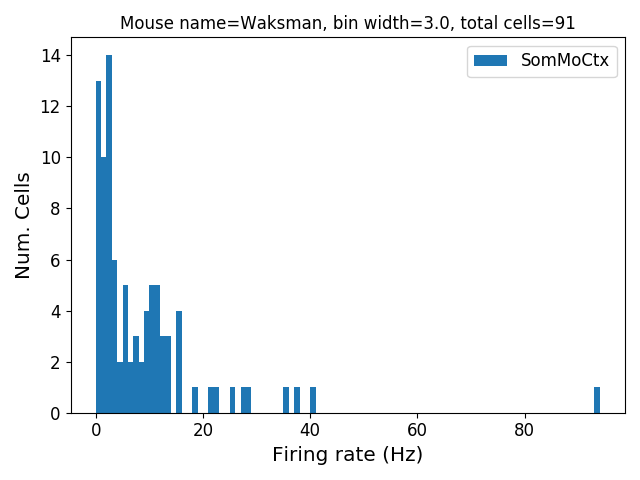 Mouse name=Waksman, bin width=3.0, total cells=91
SomMoCtx
14
12
10
8
6
4
2
0
Num. Cells
0 20 40 60 80
Firing rate (Hz)